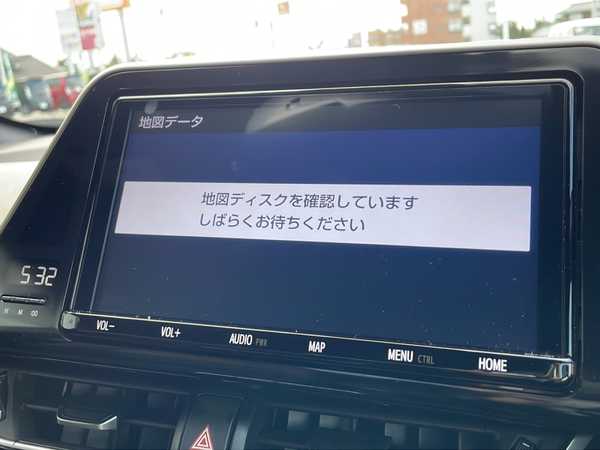 地図データ
地図ディスクを確認しています
しばらくお待ちください
5:32
H M :00
VOL- VOL+ AUDIO PWR MAP MENU CTRL HOME